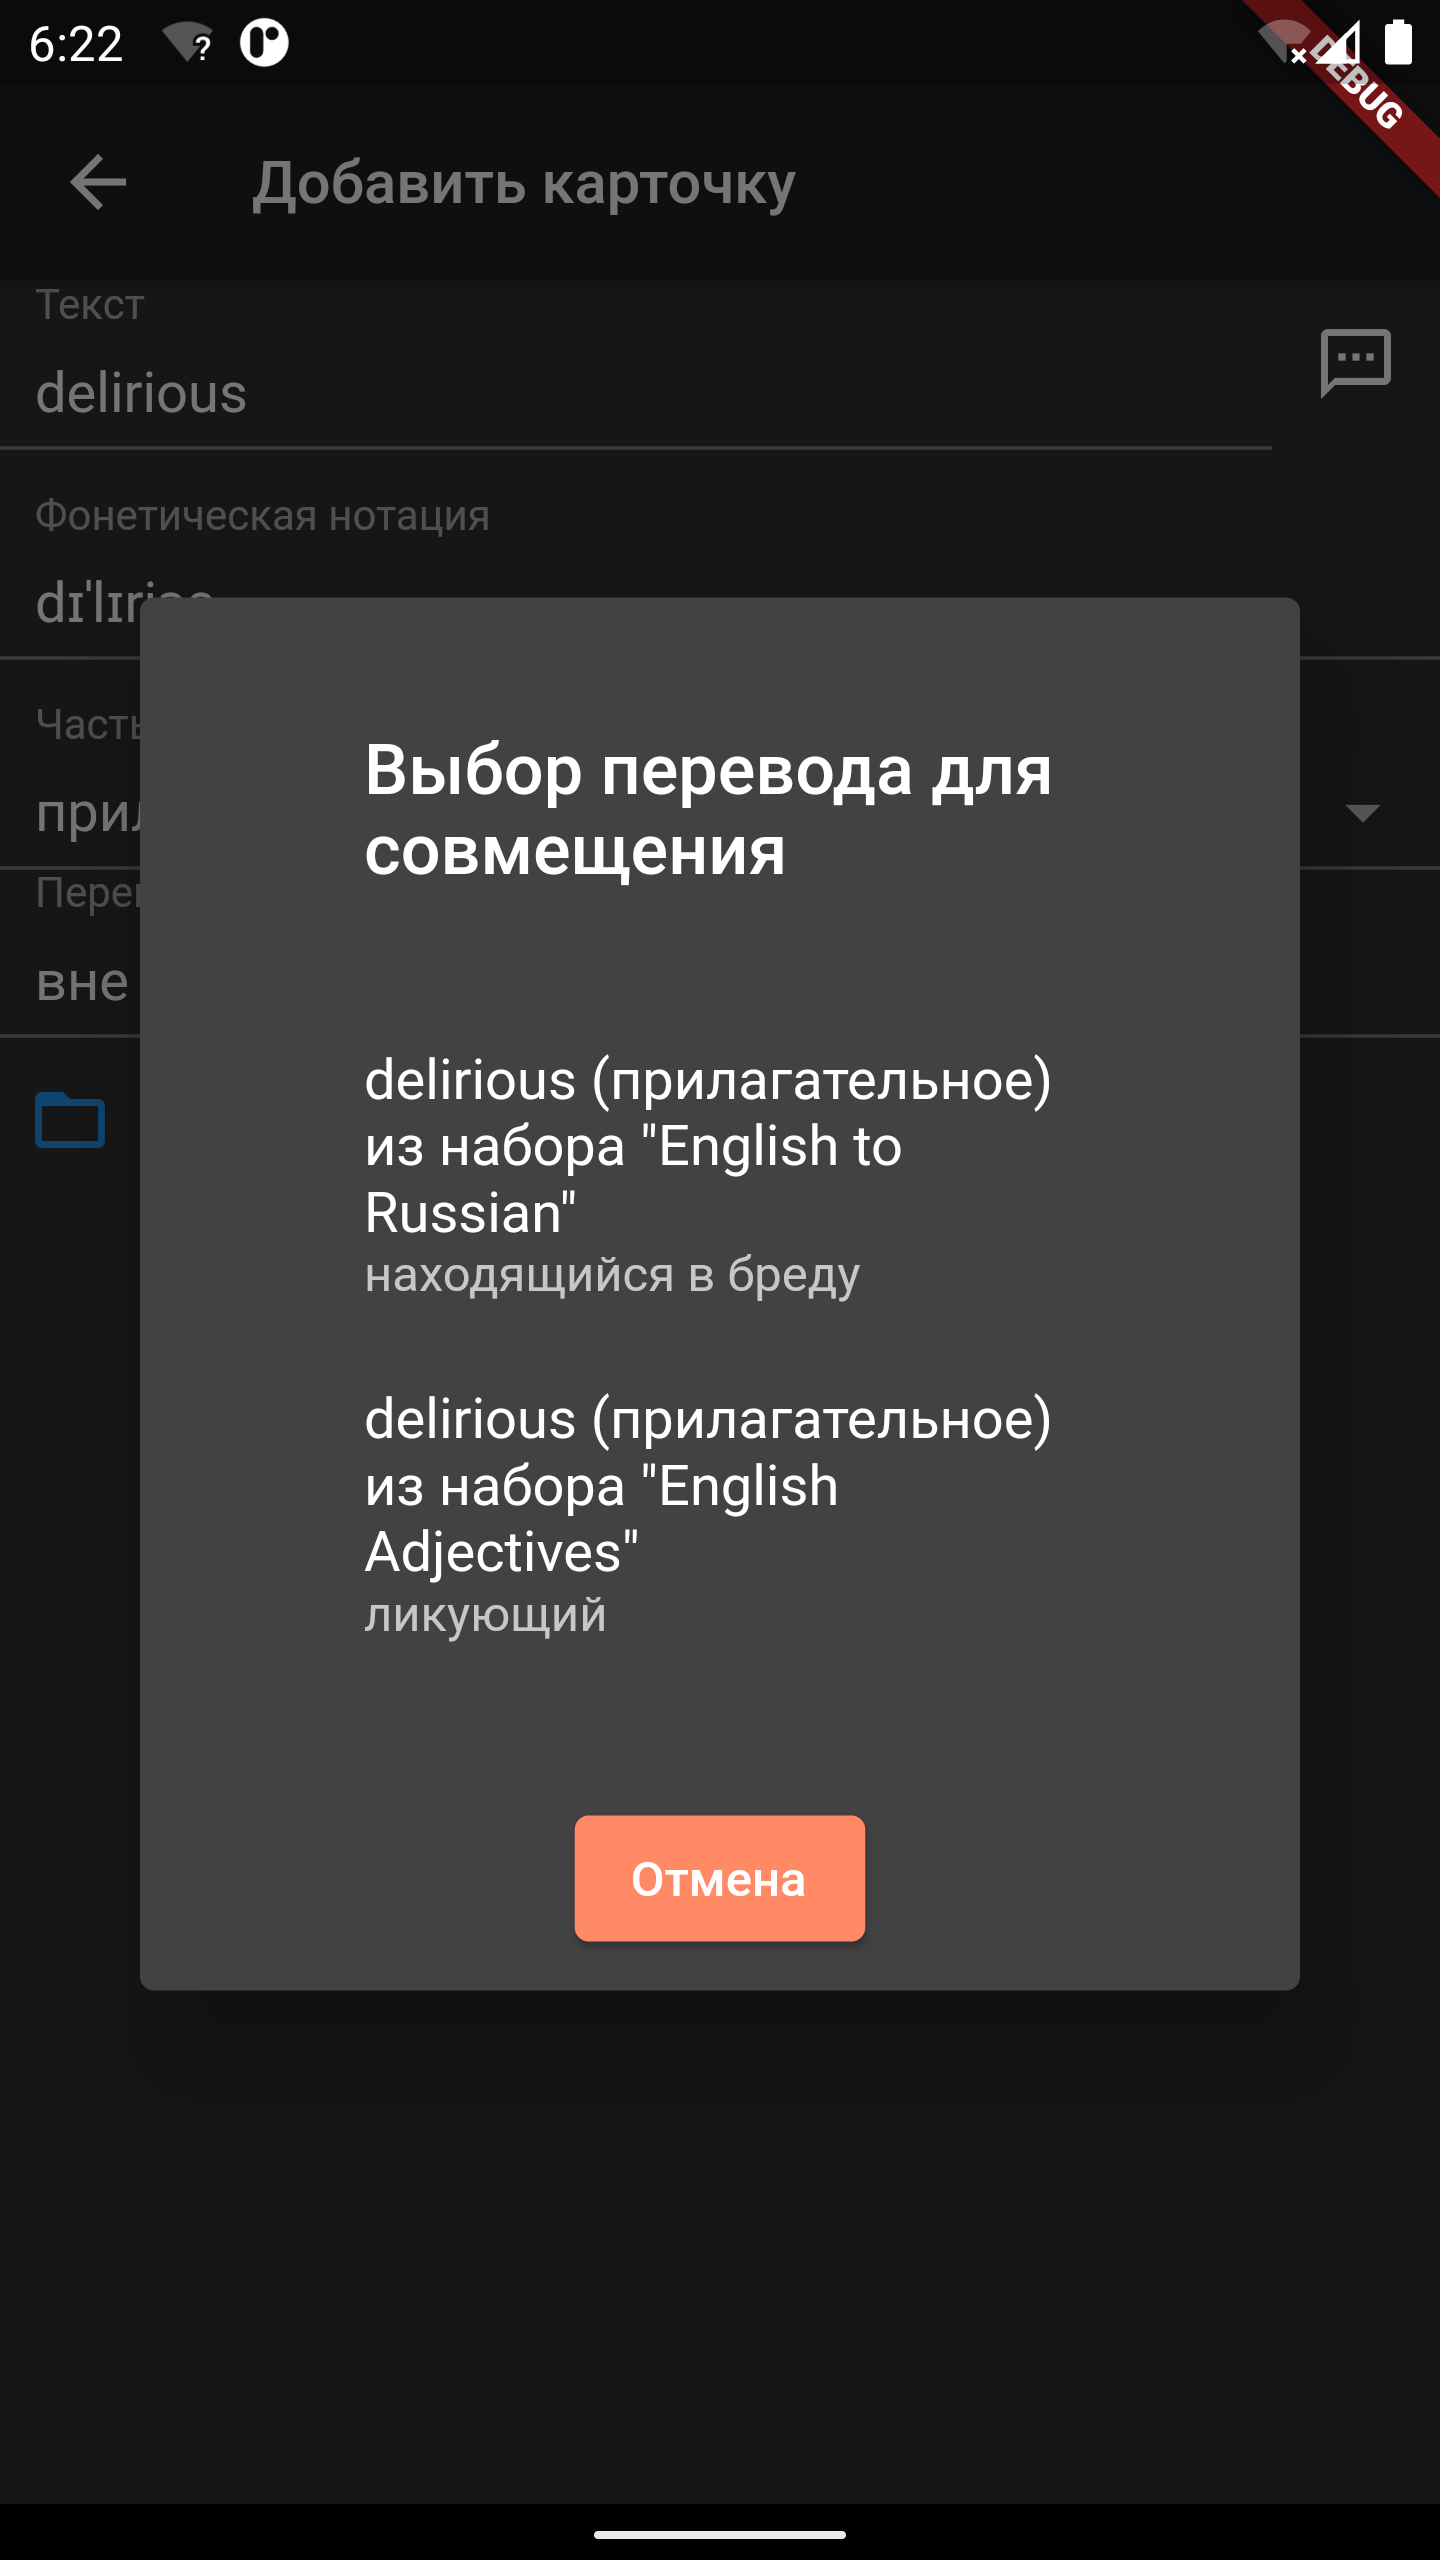 6:22
DEBUG
Добавить карточку
Текст
delirious
Фонетическая нотация
вне
Выбор перевода для
совмещения
delirious (прилагательное)
из набора "English to
Russian"
находящийся в бреду
delirious (прилагательное)
из набора "English
Adjectives"
ликующий
Отмена